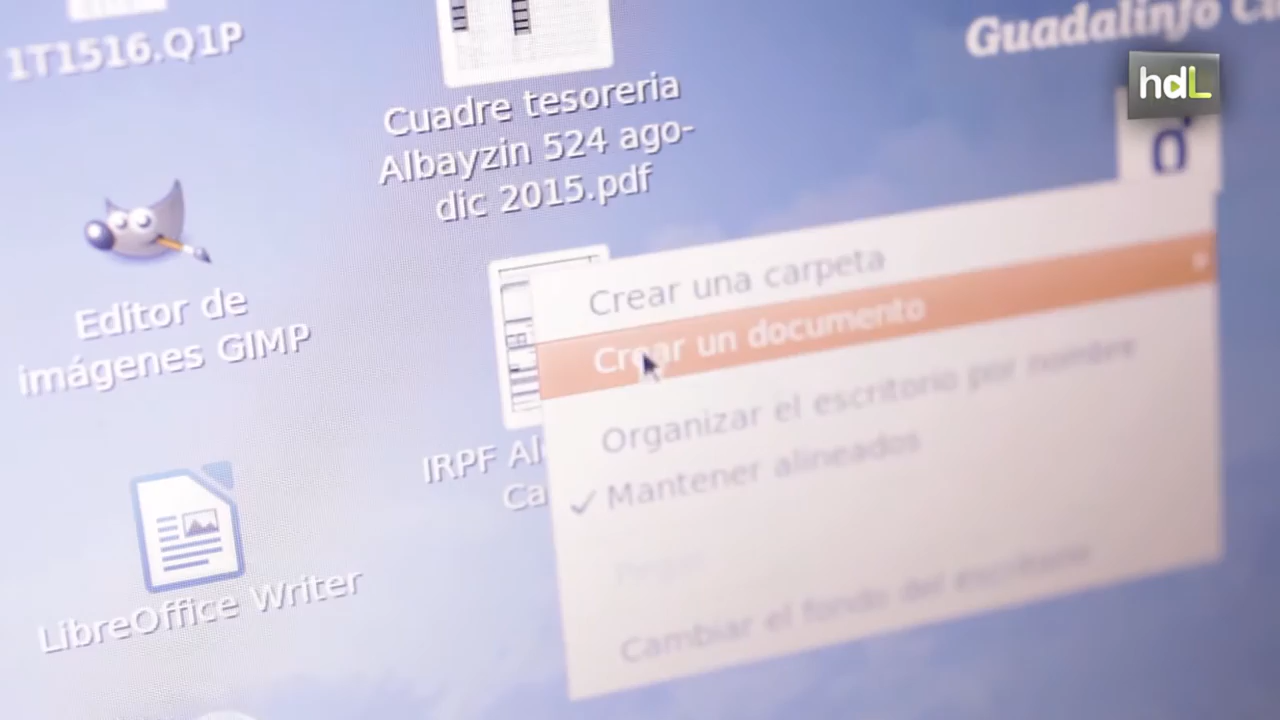 1T1516.Q1P
Cuadre tesoreria
Albayzin 524 ago-
dic 2015.pdf
Guadalinfo
hdL
Editor de
imágenes GIMP
IRPF
LibreOffice Writer
Crear una carpeta
Crear un documento
Organizar el escritorio por nombre
✓ Mantener alineados
Cambiar el fondo del escritorio